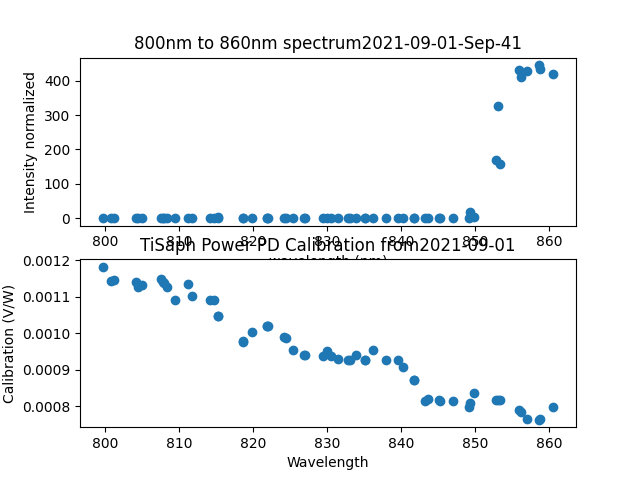 800nm to 860nm spectrum2021-09-01-Sep-41
Intensity normalized
400
300
200
100
0
800 810 820 830 840 850 860
wavelength (nm)
TiSaph Power PD Calibration from2021-09-01
Calibration (V/W)
0.0012
0.0011
0.0010
0.0009
0.0008
800 810 820 830 840 850 860
Wavelength